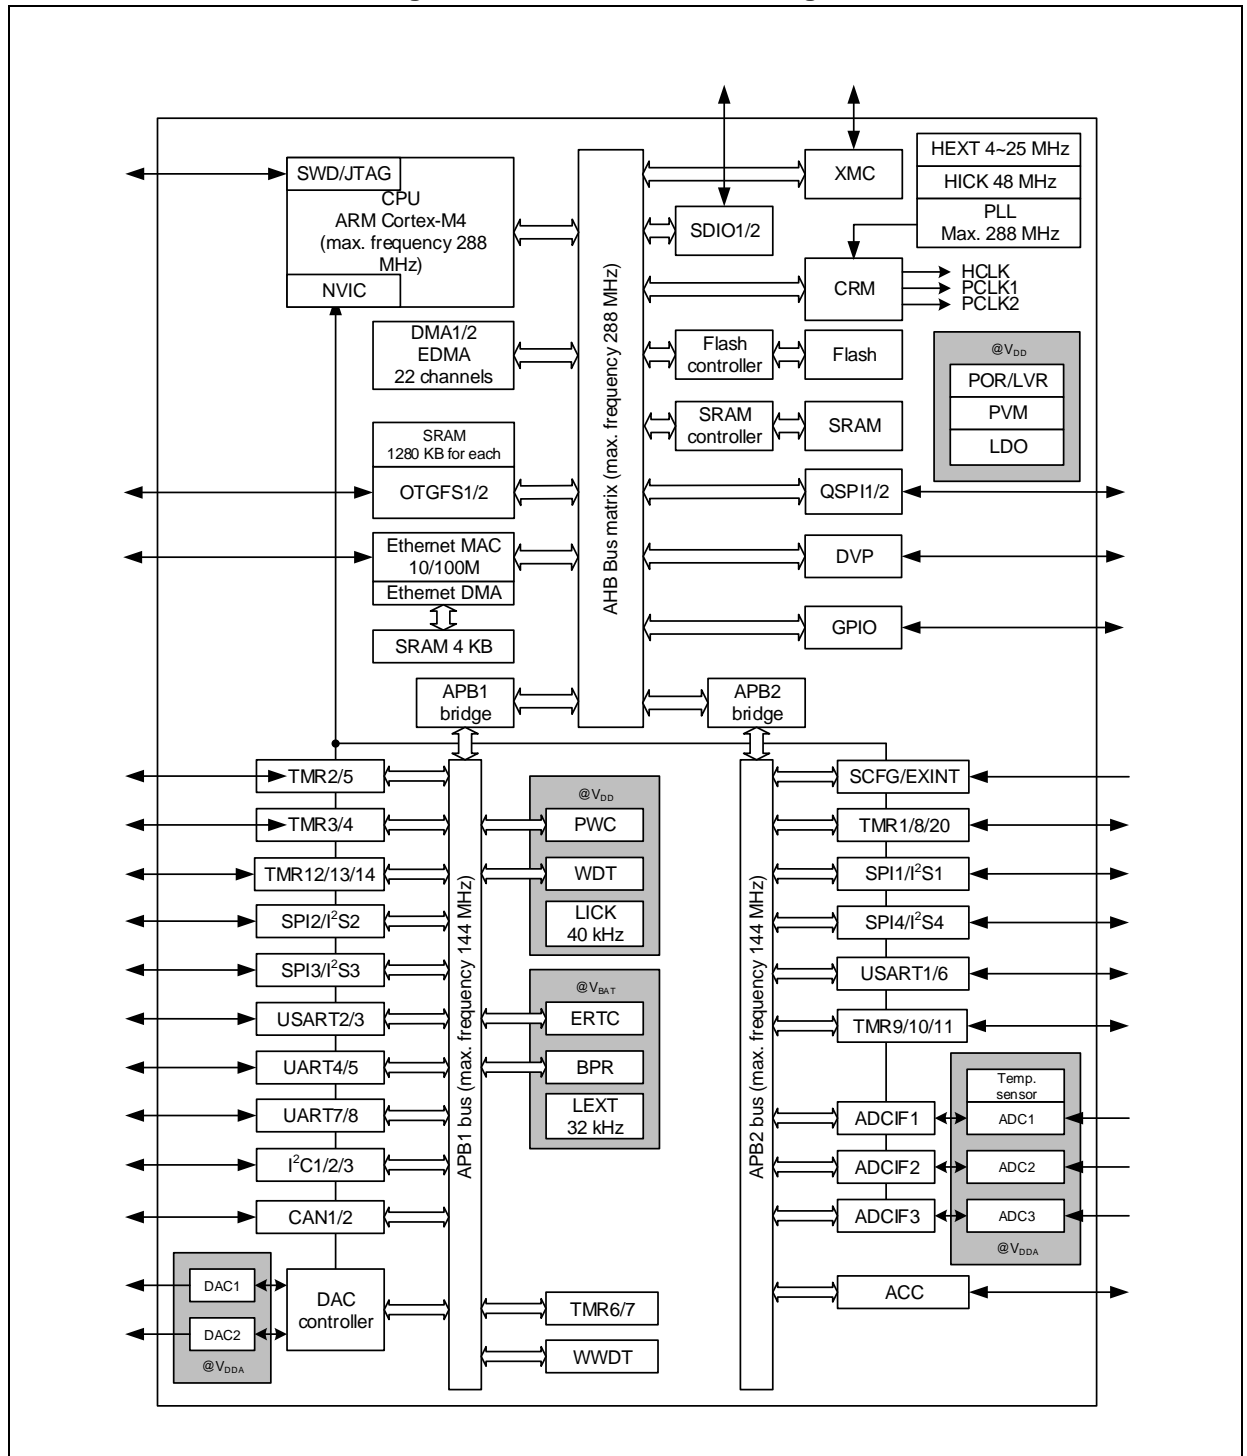 SWD/JTAG
CPU
ARM Cortex-M4
(max. frequency 288
MHz)
NVIC
DMA1/2
EDMA
22 channels
SRAM
1280 KB for each
OTGFS1/2
Ethernet MAC
10/100M
Ethernet DMA
SRAM 4 KB
APB1
bridge
AHB Bus matrix (max. frequency 288 MHz)
XMC
SDIO1/2
HEXT 4~25 MHz
HICK 48 MHz
PLL
Max. 288 MHz
CRM
HCLK
PCLK1
PCLK2
Flash
controller
Flash
SRAM
controller
SRAM
@VDD
POR/LVR
PVM
LDO
QSPI1/2
DVP
GPIO
APB2
bridge
TMR2/5
TMR3/4
TMR12/13/14
SPI2/I²S2
SPI3/I²S3
USART2/3
UART4/5
UART7/8
I²C1/2/3
CAN1/2
DAC1
DAC2
@VDDA
DAC
controller
APB1 bus (max. frequency 144 MHz)
@VDD
PWC
WDT
LICK
40 kHz
@VBAT
ERTC
BPR
LEXT
32 kHz
TMR6/7
WWDT
APB2 bus (max. frequency 144 MHz)
SCFG/EXINT
TMR1/8/20
SPI1/I²S1
SPI4/I²S4
USART1/6
TMR9/10/11
ADCIF1
ADCIF2
ADCIF3
Temp.
sensor
ADC1
ADC2
ADC3
@VDDA
ACC